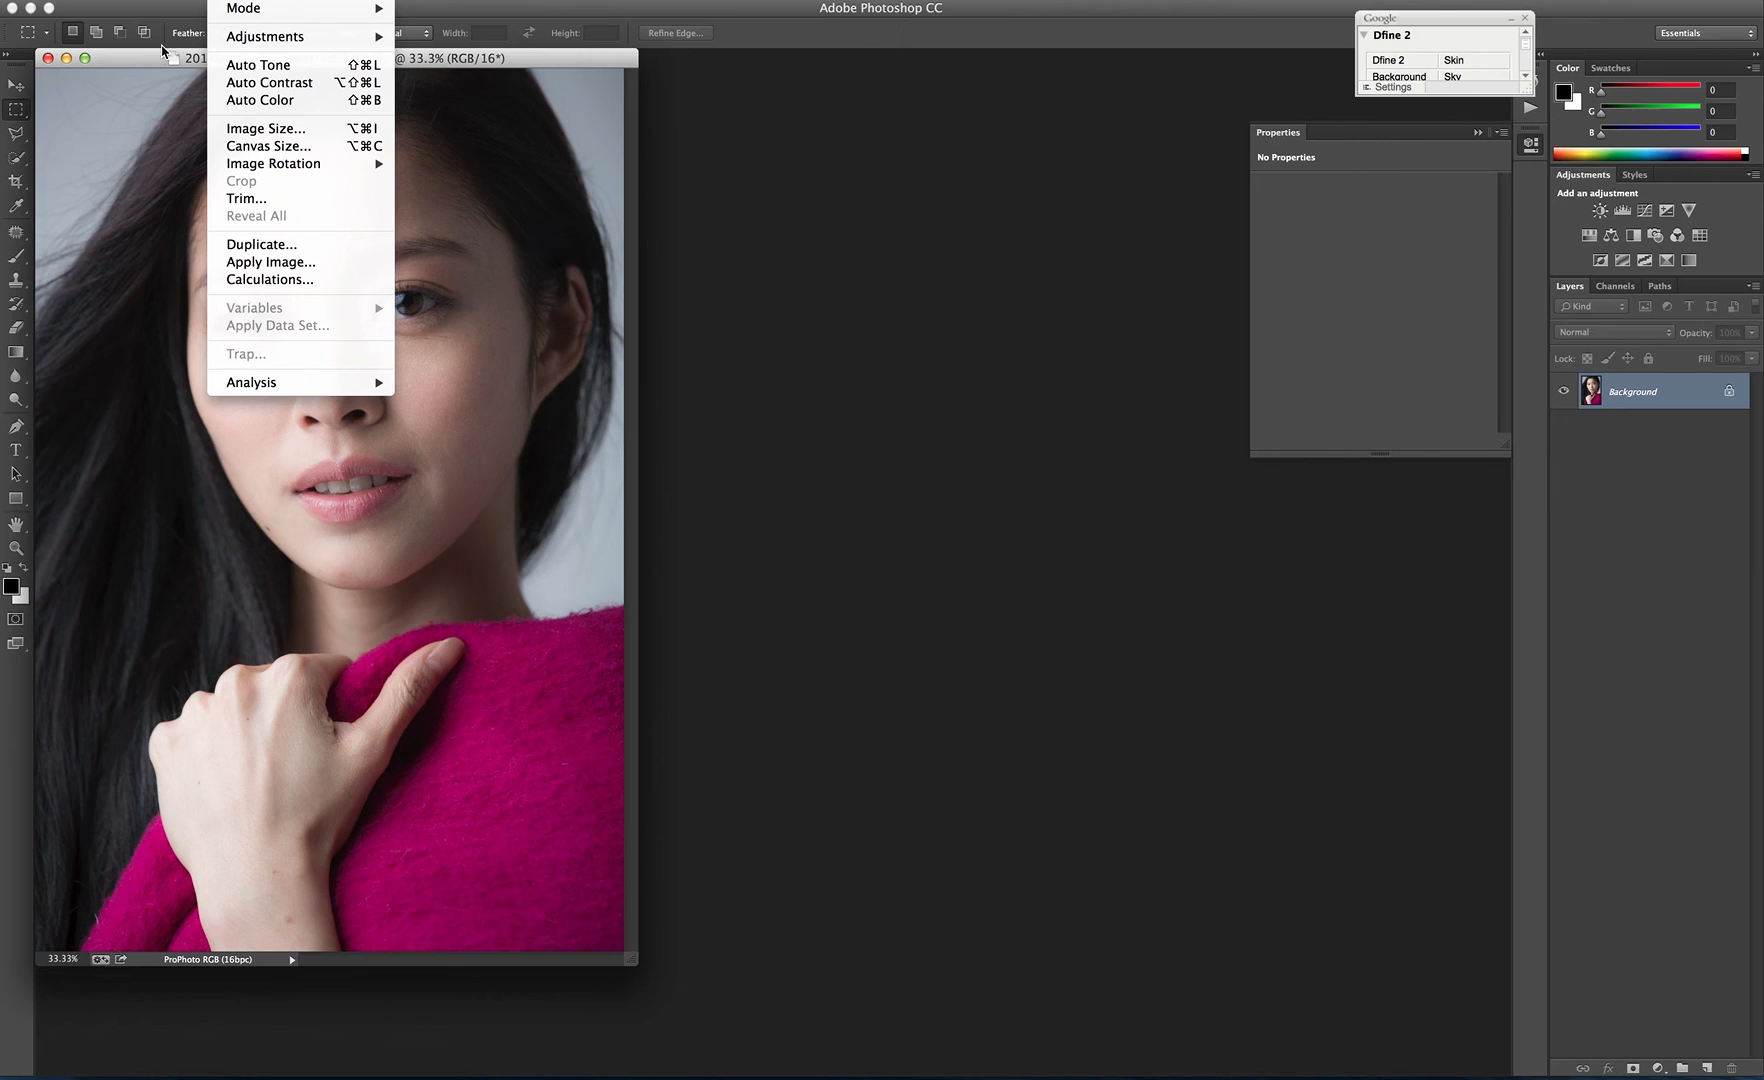 Adobe Photoshop CC
Mode
Feather:
Width:
Height:
Refine Edge...
Google
Essentials
Adjustments
Dfine 2
201
@ 33.3% (RGB/16*)
Auto Tone ⇧⌘L
Auto Contrast ⌥⇧⌘L
Auto Color ⇧⌘B
Image Size... ⌥⌘I
Canvas Size... ⌥⌘C
Image Rotation
Crop
Trim...
Reveal All
Duplicate...
Apply Image...
Calculations...
Variables
Apply Data Set...
Trap...
Analysis
Dfine 2 Skin
Background Sky
Settings
Properties
No Properties
Color Swatches
R 0
G 0
B 0
Adjustments Styles
Add an adjustment
Layers Channels Paths
Kind
Normal Opacity: 100%
Lock: Fill: 100%
Background
33.33% ProPhoto RGB (16bpc)